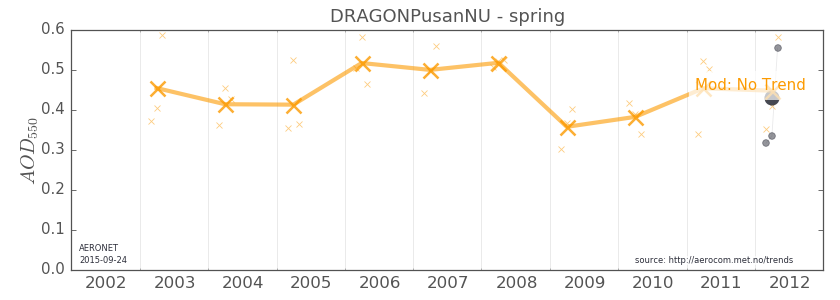 DRAGONPusanNU - spring
0.6
0.5
0.4
0.3
0.2
0.1
0.0
AOD550
Mod: No Trend
AERONET
2015-09-24
source: http://aerocom.met.no/trends
2002 2003 2004 2005 2006 2007 2008 2009 2010 2011 2012